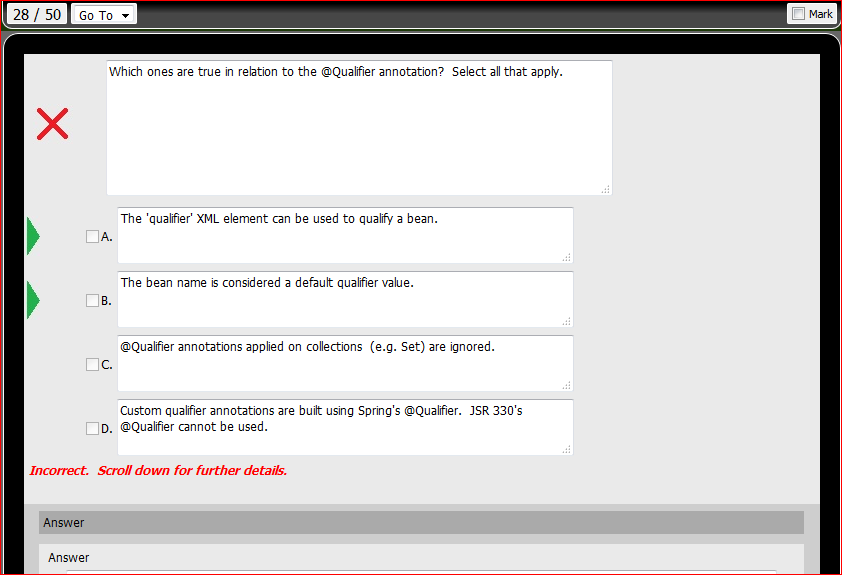 28 / 50 Go To Mark
Which ones are true in relation to the @Qualifier annotation?  Select all that apply.
A. The 'qualifier' XML element can be used to qualify a bean.
B. The bean name is considered a default qualifier value.
C. @Qualifier annotations applied on collections  (e.g. Set) are ignored.
D. Custom qualifier annotations are built using Spring's @Qualifier.  JSR 330's
@Qualifier cannot be used.
Incorrect.  Scroll down for further details.
Answer
Answer